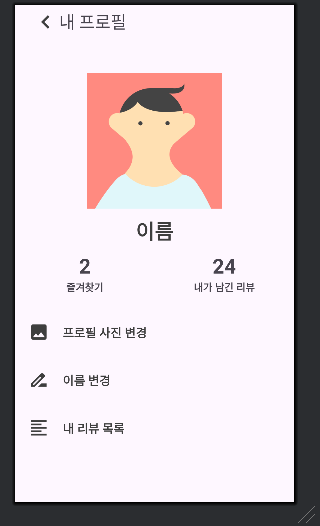 내 프로필
이름
2 24
즐겨찾기 내가 남긴 리뷰
프로필 사진 변경
이름 변경
내 리뷰 목록